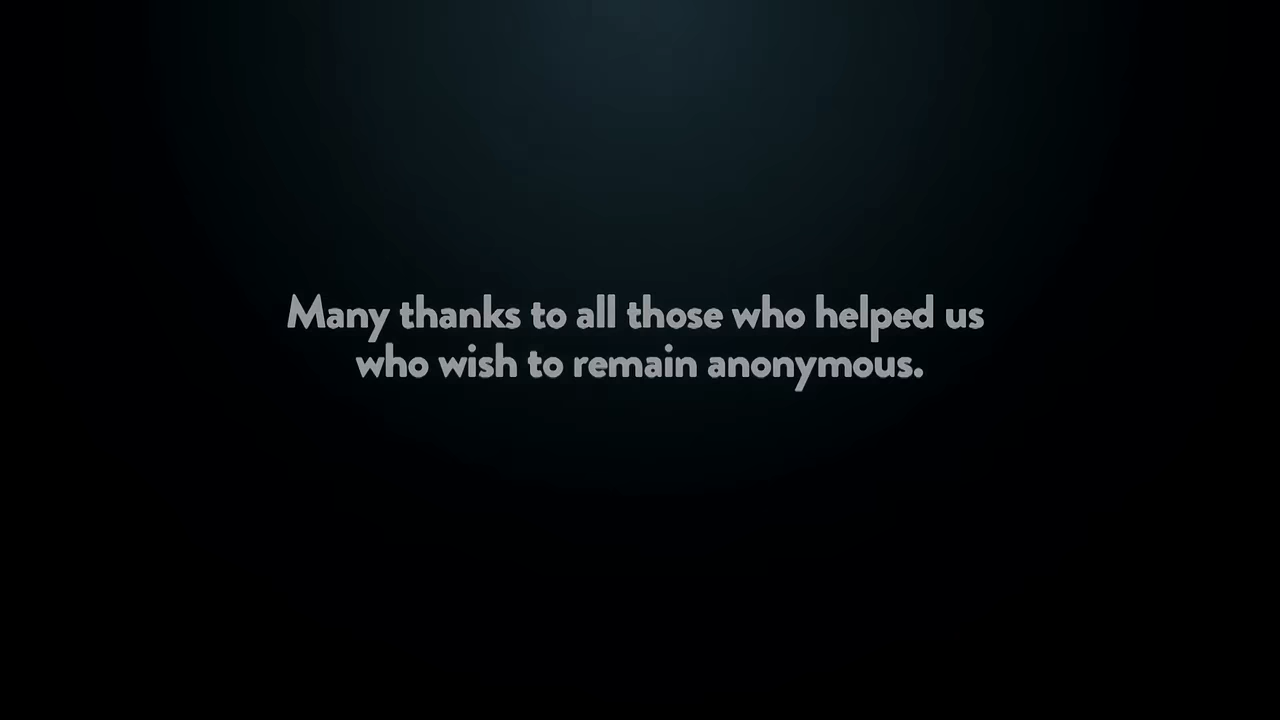 Many thanks to all those who helped us
who wish to remain anonymous.